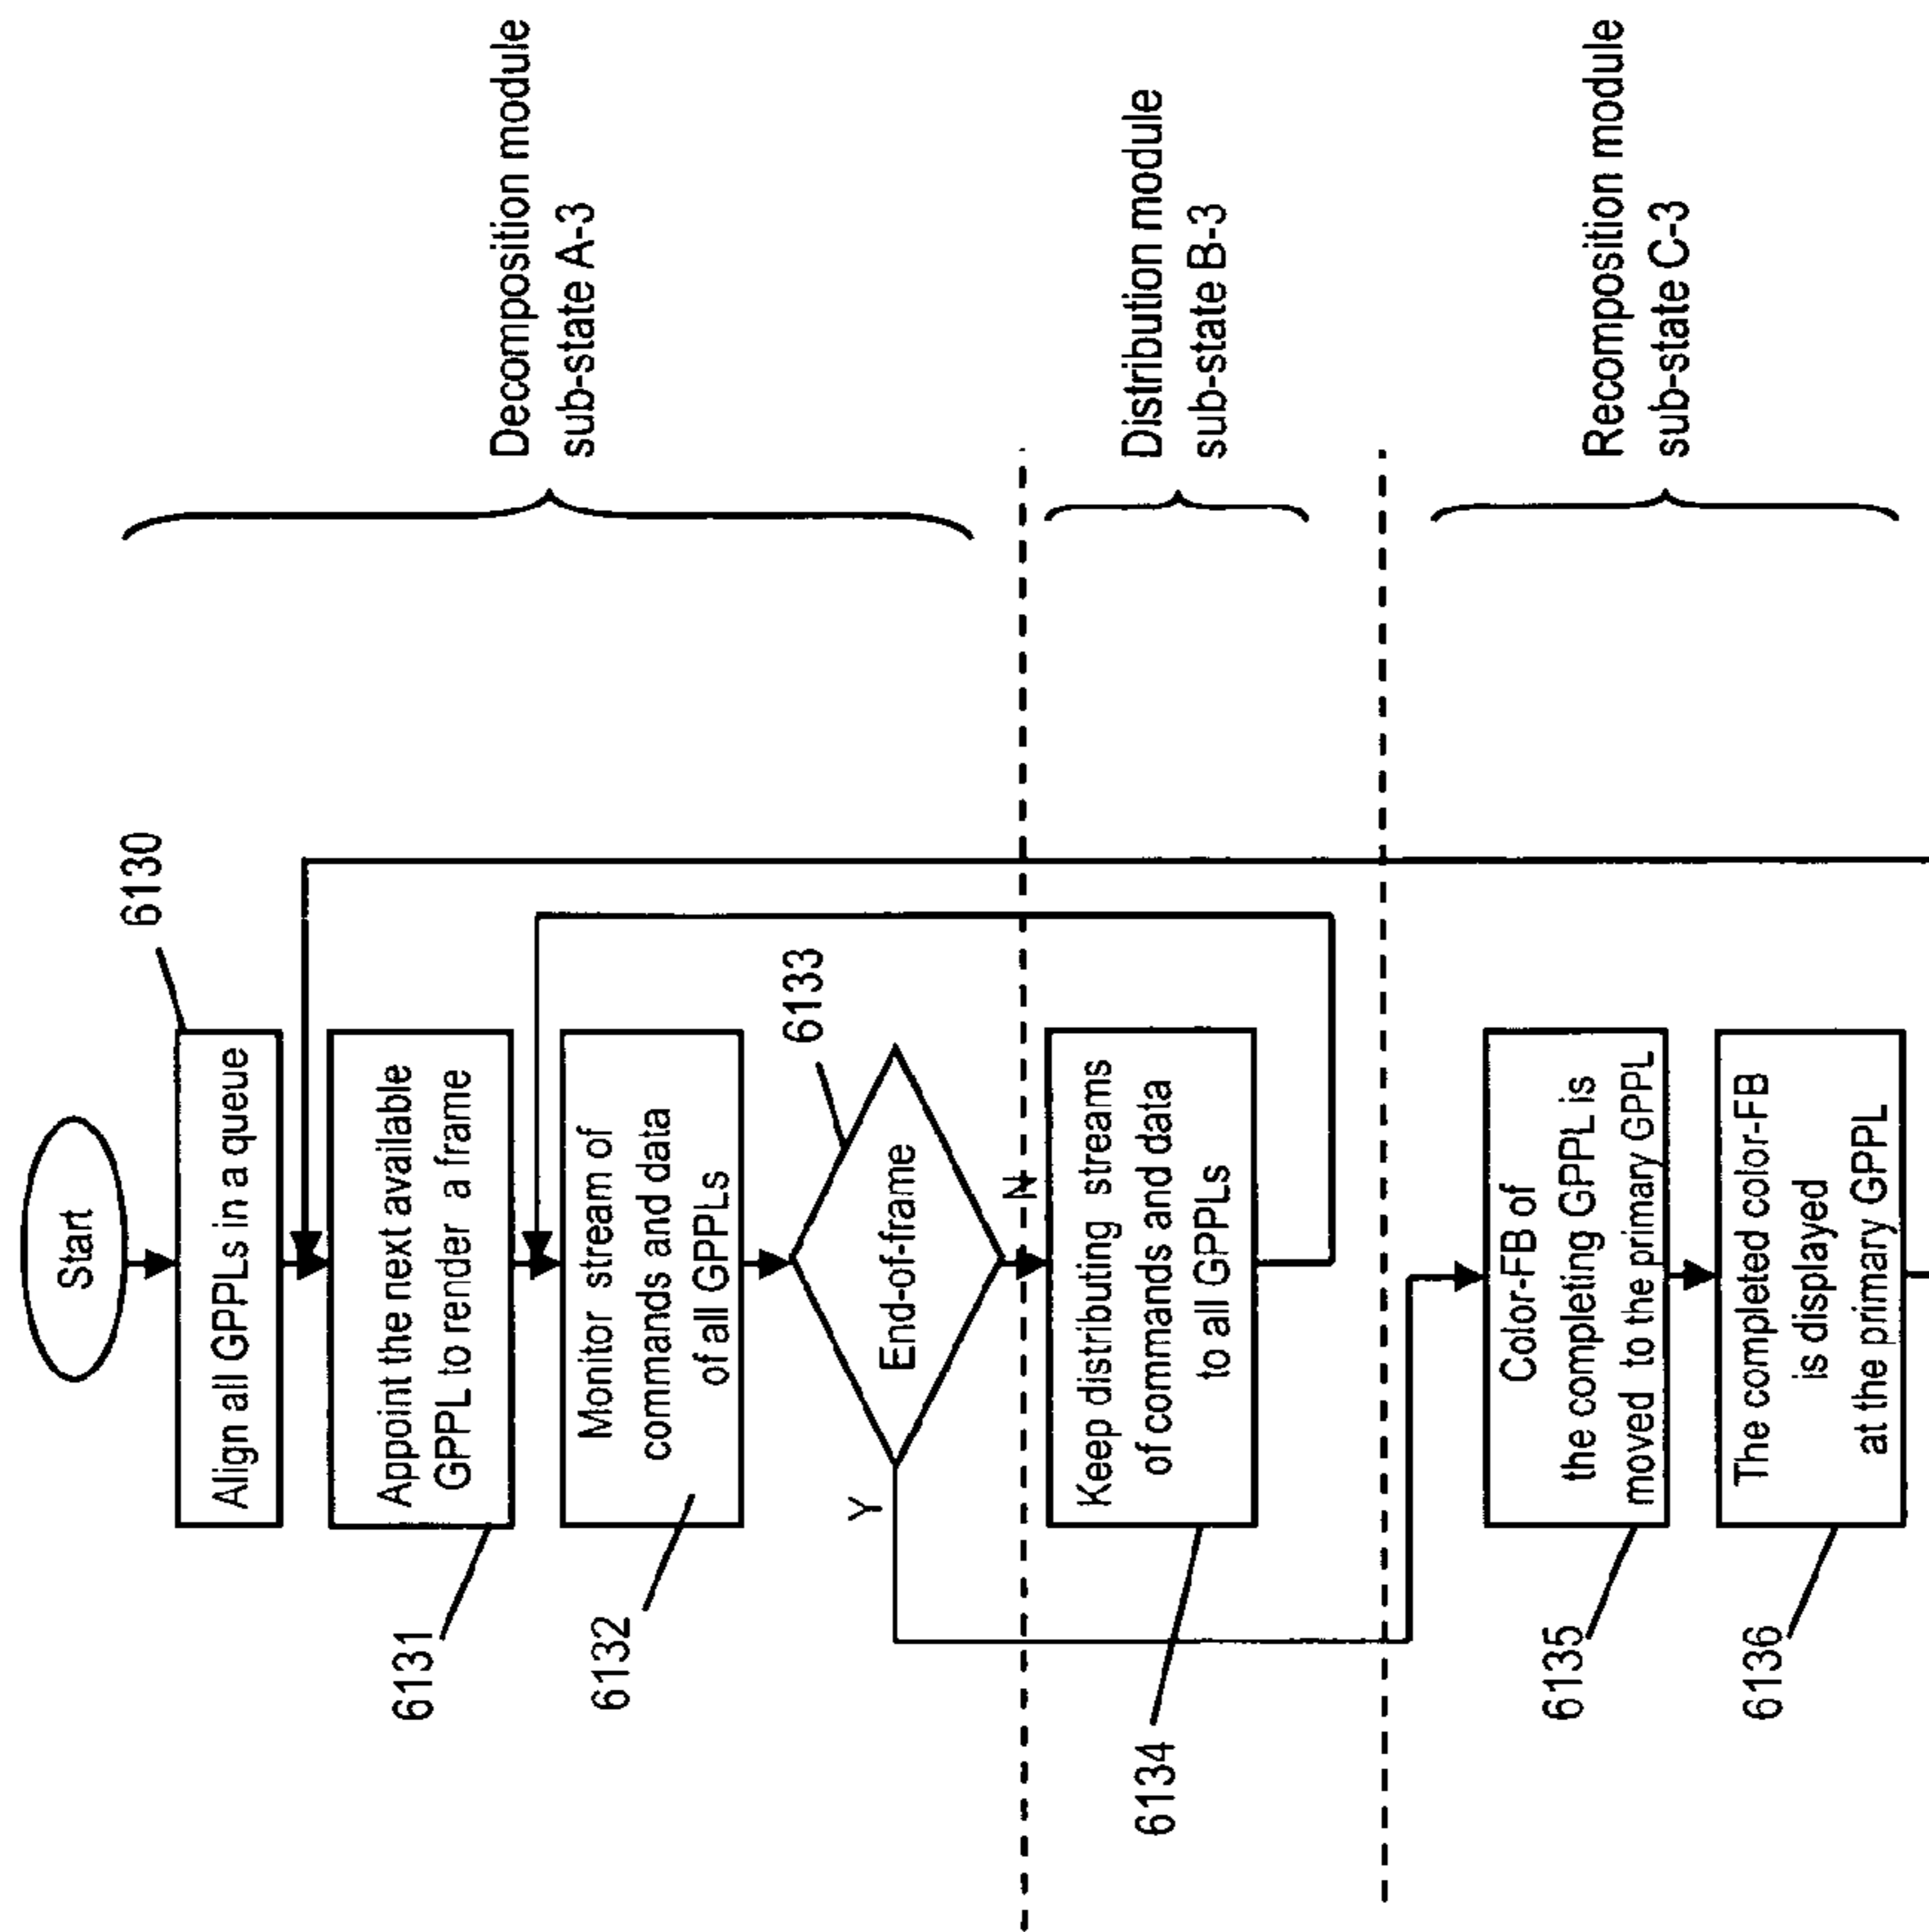 Start
6130
Align all GPPLs in a queue
6131
Appoint the next available
GPPL to render a frame
6132
Monitor stream of
commands and data
of all GPPLs
6133
End-of-frame
Y
N
Decomposition module
sub-state A-3
6134
Keep distributing streams
of commands and data
to all GPPLs
Distribution module
sub-state B-3
6135
Color-FB of
the completing GPPL is
moved to the primary GPPL
6136
The completed color-FB
is displayed
at the primary GPPL
Recomposition module
sub-state C-3